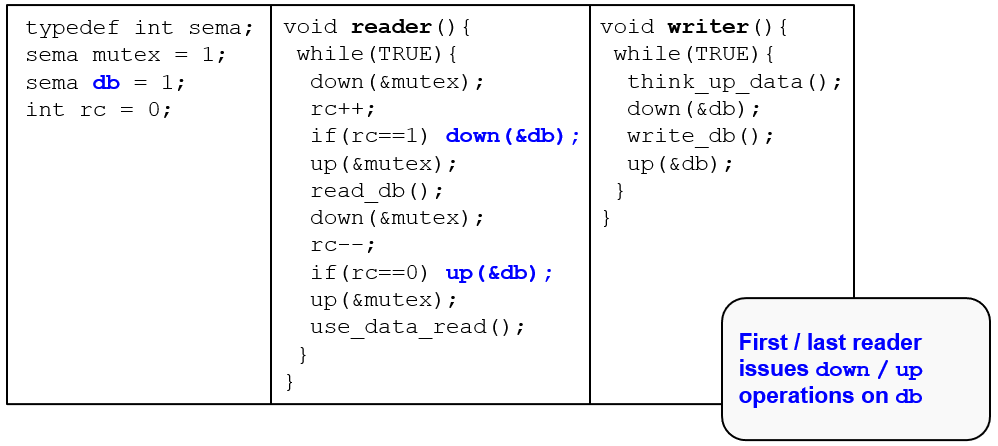 typedef int sema;
sema mutex = 1;
sema db = 1;
int rc = 0;
void reader(){
while(TRUE){
down(&mutex);
rc++;
if(rc==1) down(&db);
up(&mutex);
read_db();
down(&mutex);
rc--;
if(rc==0) up(&db);
up(&mutex);
use_data_read();
}
}
void writer(){
while(TRUE){
think_up_data();
down(&db);
write_db();
up(&db);
}
}
First / last reader
issues down / up
operations on db